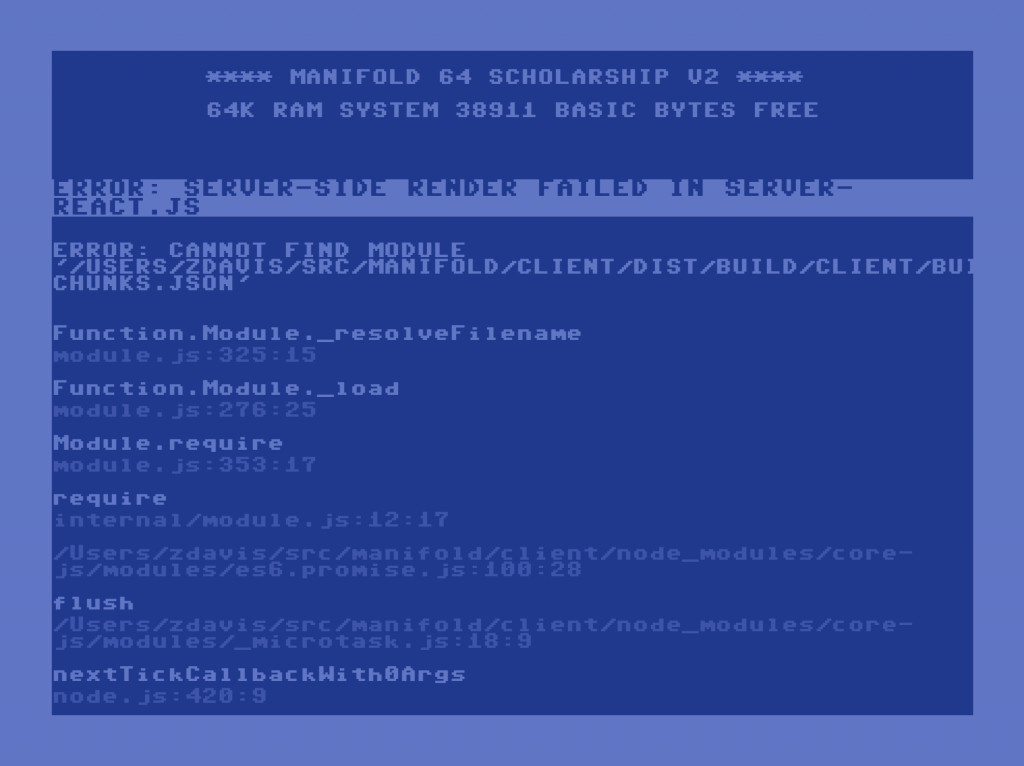 **** MANIFOLD 64 SCHOLARSHIP V2 ****
64K RAM SYSTEM 38911 BASIC BYTES FREE
ERROR: SERVER-SIDE RENDER FAILED IN SERVER-
REACT.JS
ERROR: CANNOT FIND MODULE
'/USERS/ZDAVIS/SRC/MANIFOLD/CLIENT/DIST/BUILD/CLIENT/BUI
CHUNKS.JSON'
Function.Module._resolveFilename
module.js:325:15
Function.Module._load
module.js:276:25
Module.require
module.js:353:17
require
internal/module.js:12:17
/Users/zdavis/src/manifold/client/node_modules/core-
js/modules/es6.promise.js:100:28
flush
/Users/zdavis/src/manifold/client/node_modules/core-
js/modules/_microtask.js:18:9
nextTickCallbackWith0Args
node.js:420:9